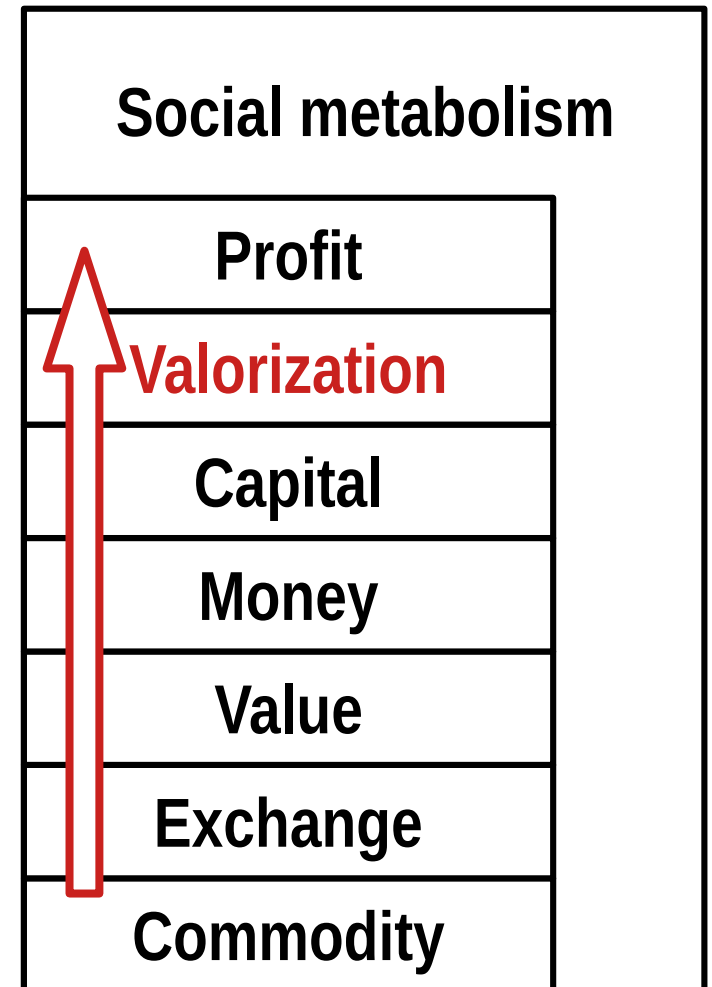 Social metabolism
Profit
Valorization
Capital
Money
Value
Exchange
Commodity